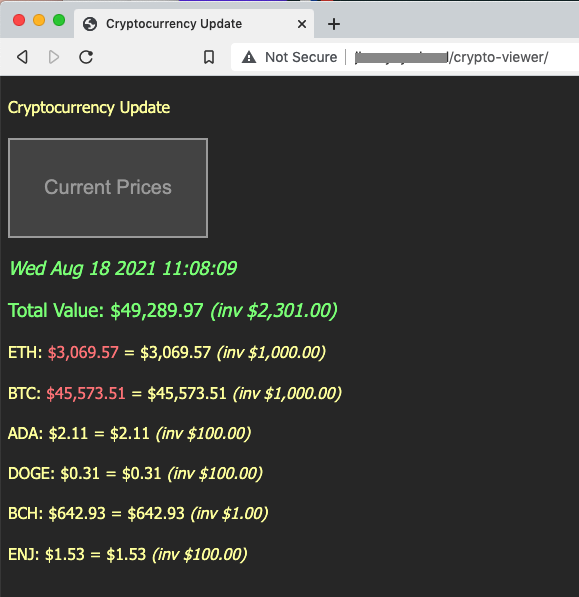 Cryptocurrency Update
Not Secure /crypto-viewer/
Cryptocurrency Update
Current Prices
Wed Aug 18 2021 11:08:09
Total Value: $49,289.97 (inv $2,301.00)
ETH: $3,069.57 = $3,069.57 (inv $1,000.00)
BTC: $45,573.51 = $45,573.51 (inv $1,000.00)
ADA: $2.11 = $2.11 (inv $100.00)
DOGE: $0.31 = $0.31 (inv $100.00)
BCH: $642.93 = $642.93 (inv $1.00)
ENJ: $1.53 = $1.53 (inv $100.00)